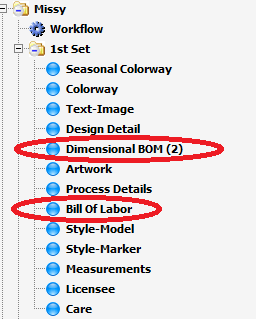 Missy
Workflow
1st Set
Seasonal Colorway
Colorway
Text-Image
Design Detail
Dimensional BOM (2)
Artwork
Process Details
Bill Of Labor
Style-Model
Style-Marker
Measurements
Licensee
Care